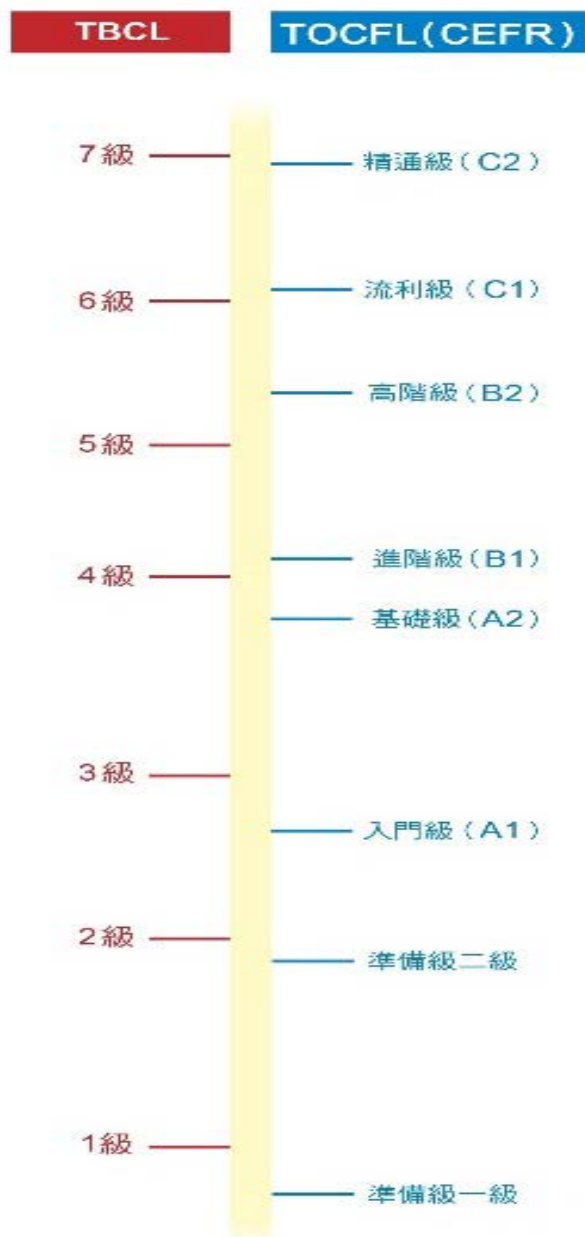 TBCL
TOCFL(CEFR)
7級
精通級(C2)
6級
流利級(C1)
高階級(B2)
5級
進階級(B1)
4級
基礎級(A2)
3級
入門級(A1)
2級
準備級二級
1級
準備級一級